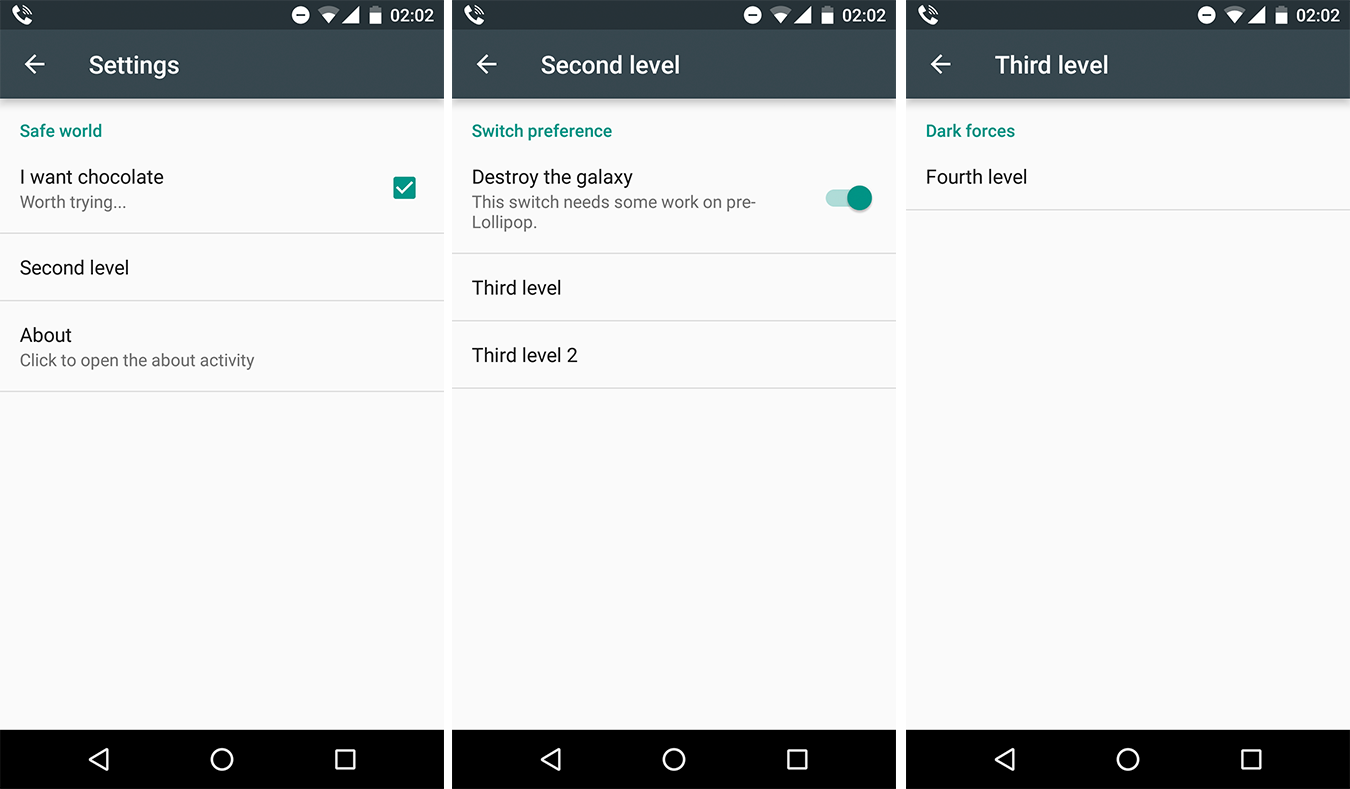 02:02
Settings
Safe world
I want chocolate
Worth trying...
Second level
About
Click to open the about activity
02:02
Second level
Switch preference
Destroy the galaxy
This switch needs some work on pre-
Lollipop.
Third level
Third level 2
02:02
Third level
Dark forces
Fourth level